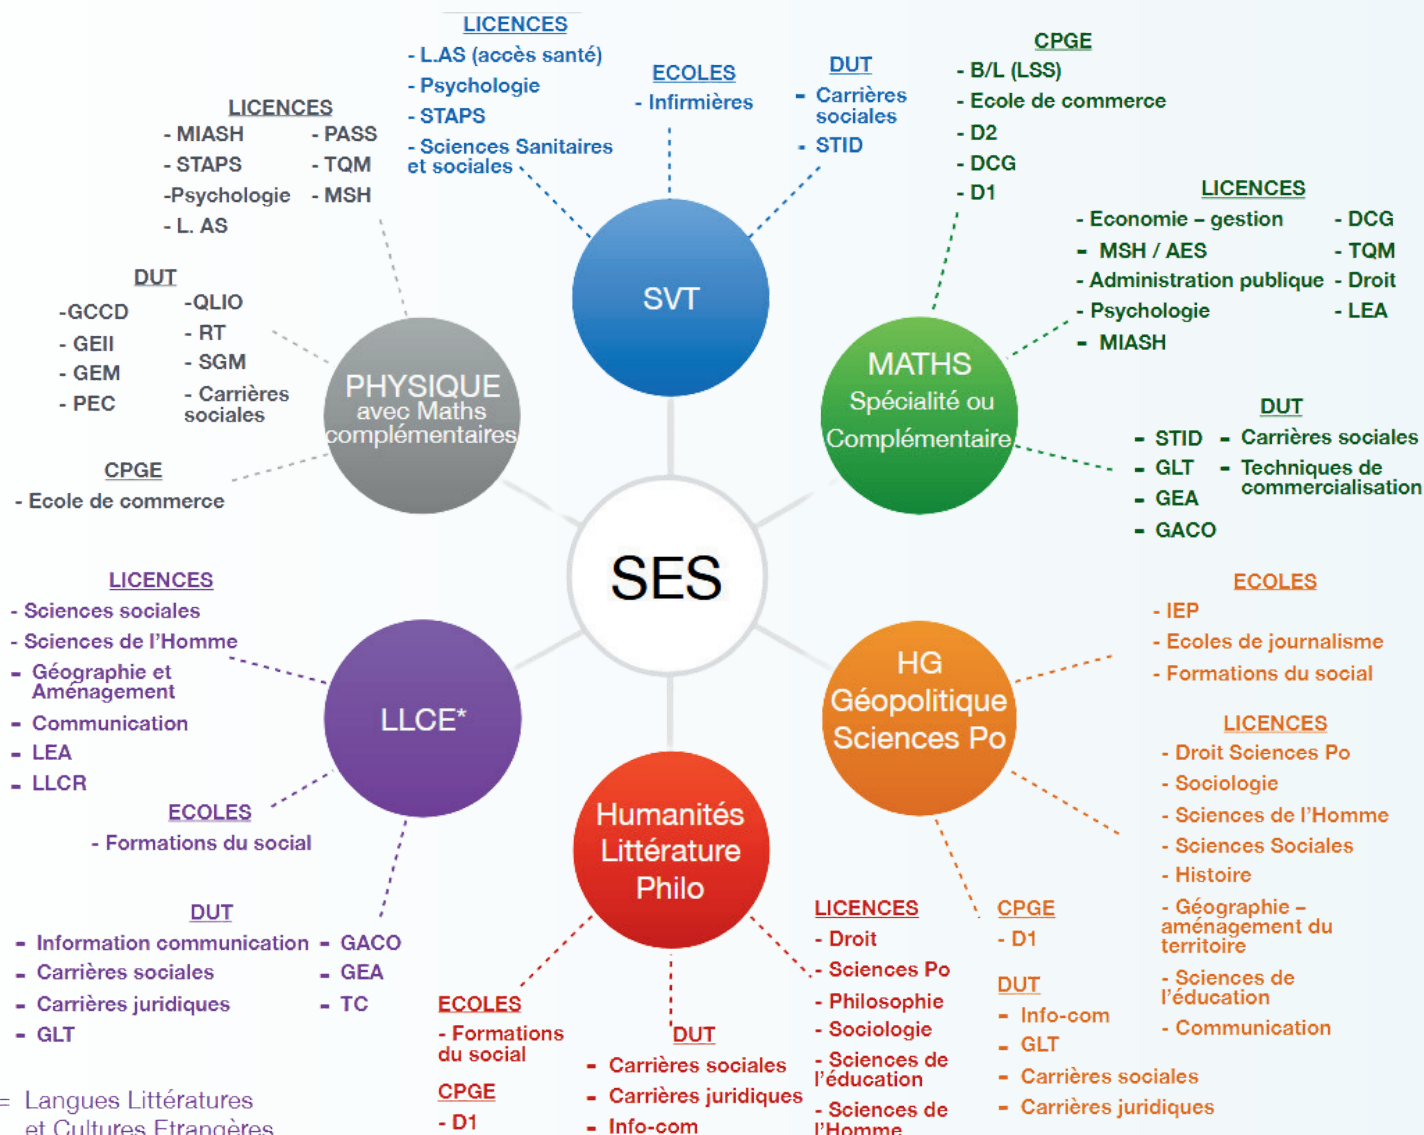 LICENCES
- L.AS (accès santé)
- Psychologie
- STAPS
- Sciences Sanitaires
et sociales
ECOLES
- Infirmières
DUT
- Carrières
sociales
- STID
SVT
CPGE
- B/L (LSS)
- Ecole de commerce
- D2
- DCG
- D1
LICENCES
- Economie – gestion
- MSH / AES
- Administration publique
- Psychologie
- MIASH
- DCG
- TQM
- Droit
- LEA
DUT
- STID
- GLT
- GEA
- GACO
- Carrières sociales
- Techniques de
commercialisation
MATHS
Spécialité ou
Complémentaire
LICENCES
- MIASH
- STAPS
-Psychologie
- L. AS
- PASS
- TQM
- MSH
DUT
-GCCD
- GEII
- GEM
- PEC
-QLIO
- RT
- SGM
- Carrières
sociales
CPGE
- Ecole de commerce
PHYSIQUE
avec Maths
complémentaires
SES
LICENCES
- Sciences sociales
- Sciences de l'Homme
- Géographie et
Aménagement
- Communication
- LEA
- LLCR
ECOLES
- Formations du social
DUT
- Information communication
- Carrières sociales
- Carrières juridiques
- GLT
- GACO
- GEA
- TC
LLCE*
= Langues Littératures
et Cultures Etrangères
Humanités
Littérature
Philo
ECOLES
- Formations
du social
CPGE
- D1
DUT
- Carrières sociales
- Carrières juridiques
- Info-com
LICENCES
- Droit
- Sciences Po
- Philosophie
- Sociologie
- Sciences de
l'éducation
- Sciences de
l'Homme
HG
Géopolitique
Sciences Po
ECOLES
- IEP
- Ecoles de journalisme
- Formations du social
LICENCES
- Droit Sciences Po
- Sociologie
- Sciences de l'Homme
- Sciences Sociales
- Histoire
- Géographie –
aménagement du
territoire
- Sciences de
l'éducation
- Communication
CPGE
- D1
DUT
- Info-com
- GLT
- Carrières sociales
- Carrières juridiques